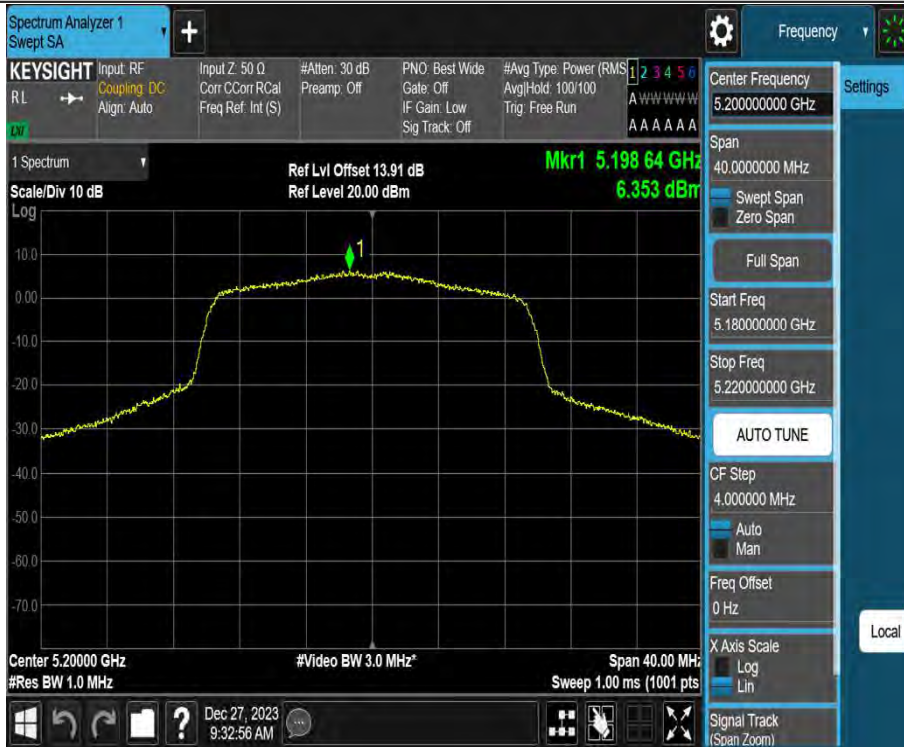 Spectrum Analyzer 1
Swept SA
+
Frequency
KEYSIGHT
RL
LXI
Input: RF
Coupling: DC
Align: Auto
Input Z: 50 Ω
Corr CCorr RCal
Freq Ref: Int (S)
#Atten: 30 dB
Preamp: Off
PNO: Best Wide
Gate: Off
IF Gain: Low
Sig Track: Off
#Avg Type: Power (RMS
Avg|Hold: 100/100
Trig: Free Run
1 2 3 4 5 6
A W W W W W
A A A A A A
1 Spectrum
Scale/Div 10 dB
Log
Ref Lvl Offset 13.91 dB
Ref Level 20.00 dBm
Mkr1 5.198 64 GHz
6.353 dBm
1
10.0
0.00
-10.0
-20.0
-30.0
-40.0
-50.0
-60.0
-70.0
Center 5.20000 GHz
#Res BW 1.0 MHz
#Video BW 3.0 MHz*
Span 40.00 MHz
Sweep 1.00 ms (1001 pts
?
Dec 27, 2023
9:32:56 AM
Center Frequency
5.200000000 GHz
Span
40.0000000 MHz
Swept Span
Zero Span
Full Span
Start Freq
5.180000000 GHz
Stop Freq
5.220000000 GHz
AUTO TUNE
CF Step
4.000000 MHz
Auto
Man
Freq Offset
0 Hz
X Axis Scale
Log
Lin
Signal Track
(Span Zoom)
Settings
Local